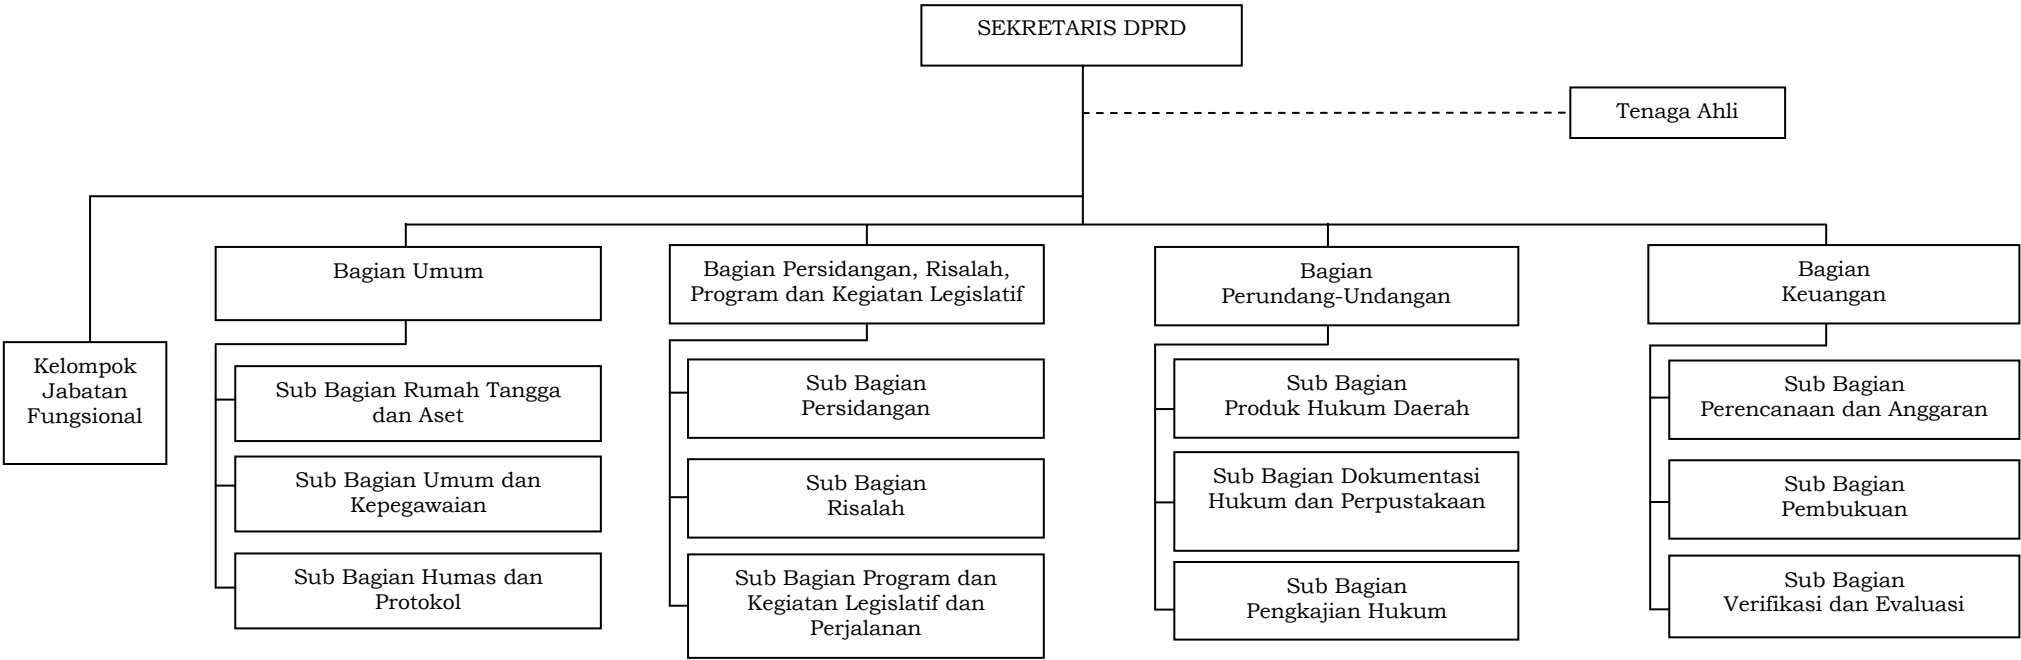 SEKRETARIS DPRD
Tenaga Ahli
Kelompok
Jabatan
Fungsional
Bagian Umum
Sub Bagian Rumah Tangga
dan Aset
Sub Bagian Umum dan
Kepegawaian
Sub Bagian Humas dan
Protokol
Bagian Persidangan, Risalah,
Program dan Kegiatan Legislatif
Sub Bagian
Persidangan
Sub Bagian
Risalah
Sub Bagian Program dan
Kegiatan Legislatif dan
Perjalanan
Bagian
Perundang-Undangan
Sub Bagian
Produk Hukum Daerah
Sub Bagian Dokumentasi
Hukum dan Perpustakaan
Sub Bagian
Pengkajian Hukum
Bagian
Keuangan
Sub Bagian
Perencanaan dan Anggaran
Sub Bagian
Pembukuan
Sub Bagian
Verifikasi dan Evaluasi